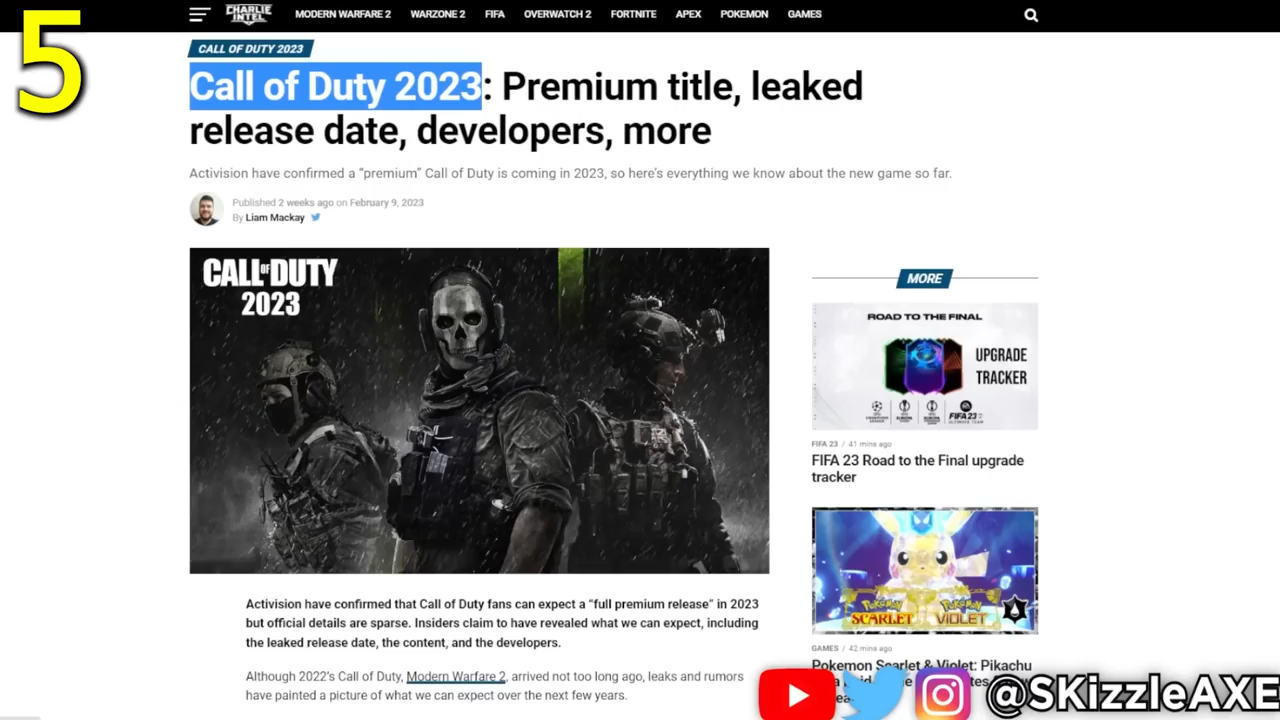 5
CHARLIE
INTEL
MODERN WARFARE 2
WARZONE 2
FIFA
OVERWATCH 2
FORTNITE
APEX
POKEMON
GAMES
CALL OF DUTY 2023
Call of Duty 2023: Premium title, leaked
release date, developers, more
Activision have confirmed a “premium” Call of Duty is coming in 2023, so here's everything we know about the new game so far.
Published 2 weeks ago on February 9, 2023
By Liam Mackay
CALL OF DUTY
2023
Activision have confirmed that Call of Duty fans can expect a “full premium release” in 2023
but official details are sparse. Insiders claim to have revealed what we can expect, including
the leaked release date, the content, and the developers.
Although 2022's Call of Duty, Modern Warfare 2, arrived not too long ago, leaks and rumors
have painted a picture of what we can expect over the next few years.
MORE
ROAD TO THE FINAL
UPGRADE
TRACKER
FIFA 23
FIFA 23 / 41 mins ago
FIFA 23 Road to the Final upgrade
tracker
Pokémon Pokémon
SCARLET VIOLET
GAMES / 42 mins ago
Pokemon Scarlet & Violet: Pikachu
@SKizzleAXE